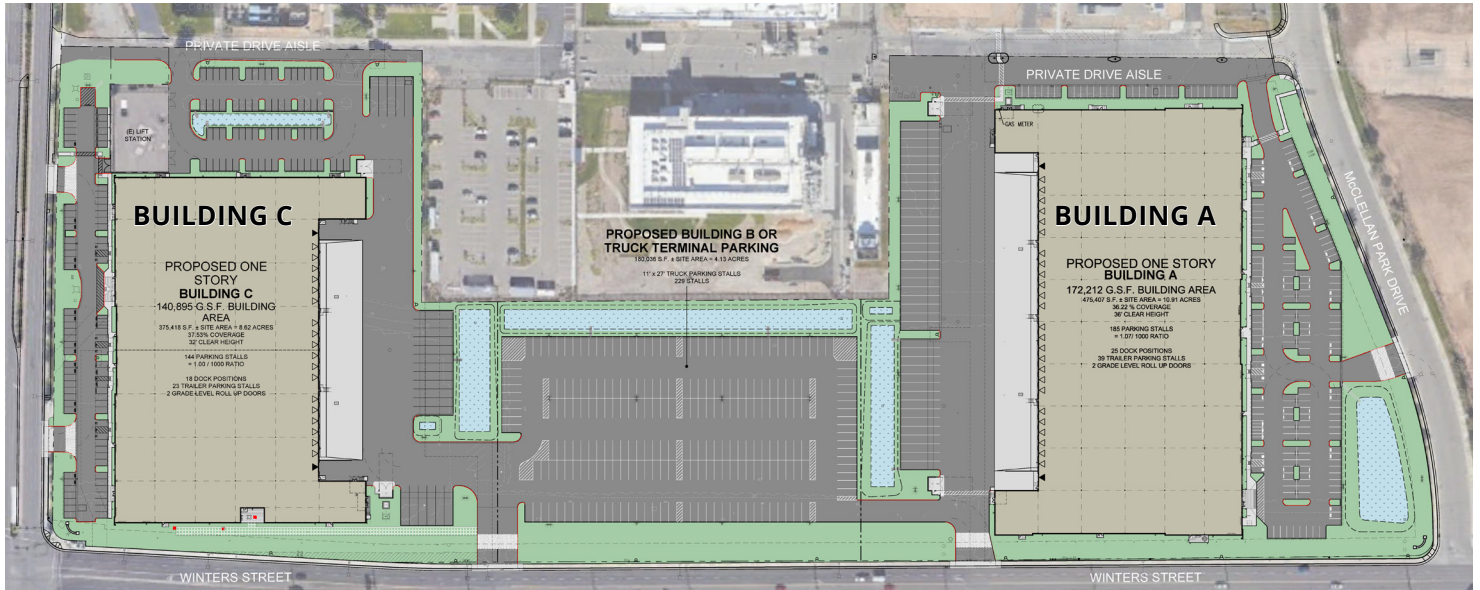 PRIVATE DRIVE AISLE
(E) LIFT
STATION
BUILDING C
PROPOSED ONE
STORY
BUILDING C
140,895 G.S.F. BUILDING
AREA
375,418 S.F. ± SITE AREA = 8.62 ACRES
37.53% COVERAGE
32' CLEAR HEIGHT
144 PARKING STALLS
= 1.00 / 1000 RATIO
18 DOCK POSITIONS
23 TRAILER PARKING STALLS
2 GRADE-LEVEL ROLL UP DOORS
PROPOSED BUILDING B OR
TRUCK TERMINAL PARKING
180,036 S.F. ± SITE AREA = 4.13 ACRES
11' x 27' TRUCK PARKING STALLS
229 STALLS
PRIVATE DRIVE AISLE
GAS METER
BUILDING A
PROPOSED ONE STORY
BUILDING A
172,212 G.S.F. BUILDING AREA
475,407 S.F. ± SITE AREA = 10.91 ACRES
36.22 % COVERAGE
36' CLEAR HEIGHT
185 PARKING STALLS
= 1.07/ 1000 RATIO
25 DOCK POSITIONS
39 TRAILER PARKING STALLS
2 GRADE LEVEL ROLL UP DOORS
McCLELLAN PARK DRIVE
WINTERS STREET
WINTERS STREET